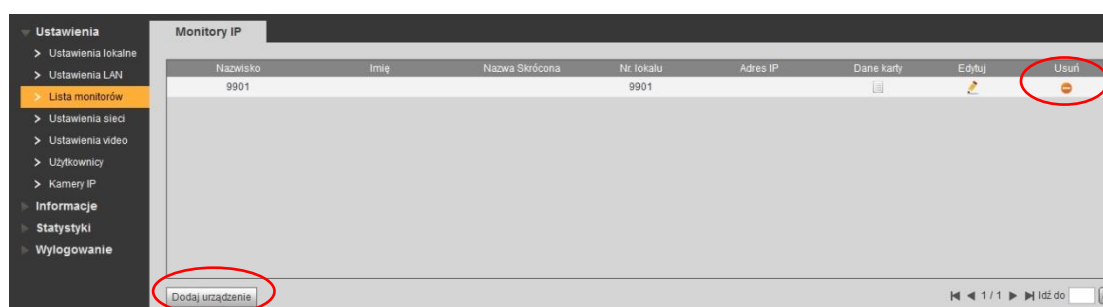 Ustawienia
Ustawienia lokalne
Ustawienia LAN
Lista monitorów
Ustawienia sieci
Ustawienia video
Użytkownicy
Kamery IP
Informacje
Statystyki
Wylogowanie
Monitory IP
Nazwisko Imię Nazwa Skrócona Nr. lokalu Adres IP Dane karty Edytuj Usuń
9901 9901
Dodaj urządzenie
1 / 1 Idź do